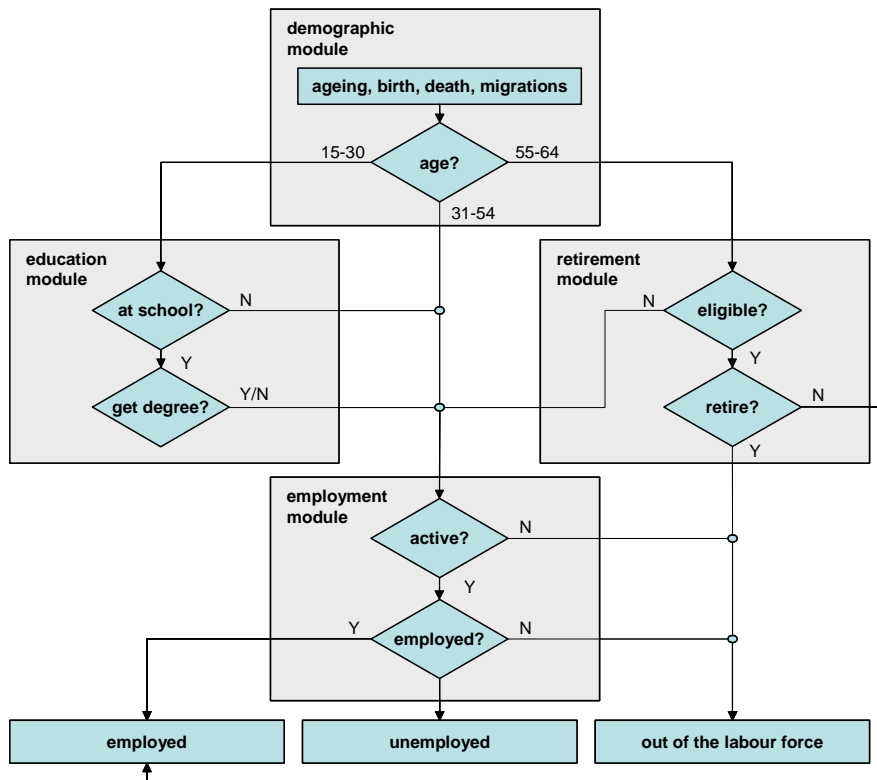 demographic
module
ageing, birth, death, migrations
15-30
age?
55-64
31-54
education
module
retirement
module
at school?
N
N
eligible?
Y
Y
get degree?
Y/N
retire?
N
Y
employment
module
active?
N
Y
Y
employed?
N
employed
unemployed
out of the labour force